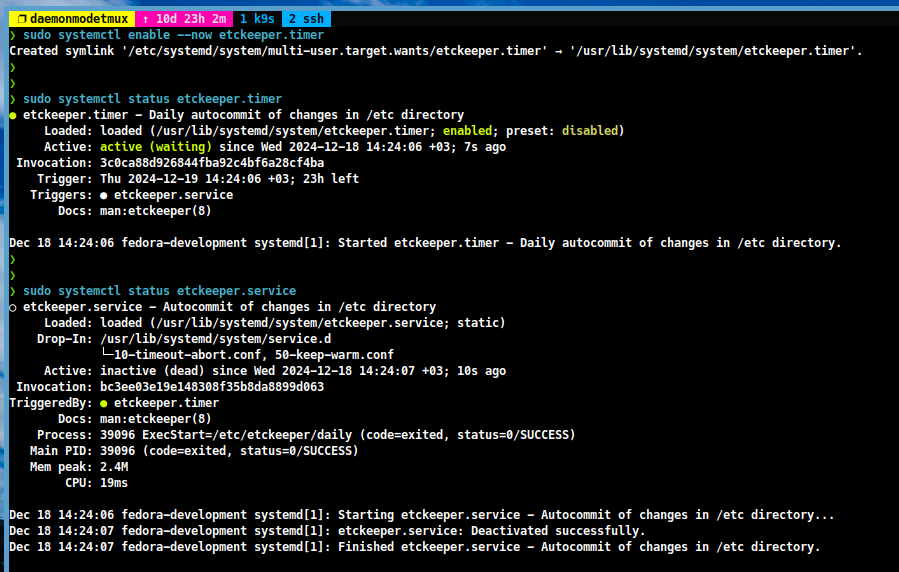 ❐ daemonmodetmux ↑ 10d 23h 2m 1 k9s 2 ssh
❯ sudo systemctl enable --now etckeeper.timer
Created symlink '/etc/systemd/system/multi-user.target.wants/etckeeper.timer' → '/usr/lib/systemd/system/etckeeper.timer'.
❯
❯
❯ sudo systemctl status etckeeper.timer
● etckeeper.timer - Daily autocommit of changes in /etc directory
Loaded: loaded (/usr/lib/systemd/system/etckeeper.timer; enabled; preset: disabled)
Active: active (waiting) since Wed 2024-12-18 14:24:06 +03; 7s ago
Invocation: 3c0ca88d926844fba92c4bf6a28cf4ba
Trigger: Thu 2024-12-19 14:24:06 +03; 23h left
Triggers: ● etckeeper.service
Docs: man:etckeeper(8)
Dec 18 14:24:06 fedora-development systemd[1]: Started etckeeper.timer - Daily autocommit of changes in /etc directory.
❯
❯
❯ sudo systemctl status etckeeper.service
○ etckeeper.service - Autocommit of changes in /etc directory
Loaded: loaded (/usr/lib/systemd/system/etckeeper.service; static)
Drop-In: /usr/lib/systemd/system/service.d
└─10-timeout-abort.conf, 50-keep-warm.conf
Active: inactive (dead) since Wed 2024-12-18 14:24:07 +03; 10s ago
Invocation: bc3ee03e19e148308f35b8da8899d063
TriggeredBy: ● etckeeper.timer
Docs: man:etckeeper(8)
Process: 39096 ExecStart=/etc/etckeeper/daily (code=exited, status=0/SUCCESS)
Main PID: 39096 (code=exited, status=0/SUCCESS)
Mem peak: 2.4M
CPU: 19ms
Dec 18 14:24:06 fedora-development systemd[1]: Starting etckeeper.service - Autocommit of changes in /etc directory...
Dec 18 14:24:07 fedora-development systemd[1]: etckeeper.service: Deactivated successfully.
Dec 18 14:24:07 fedora-development systemd[1]: Finished etckeeper.service - Autocommit of changes in /etc directory.